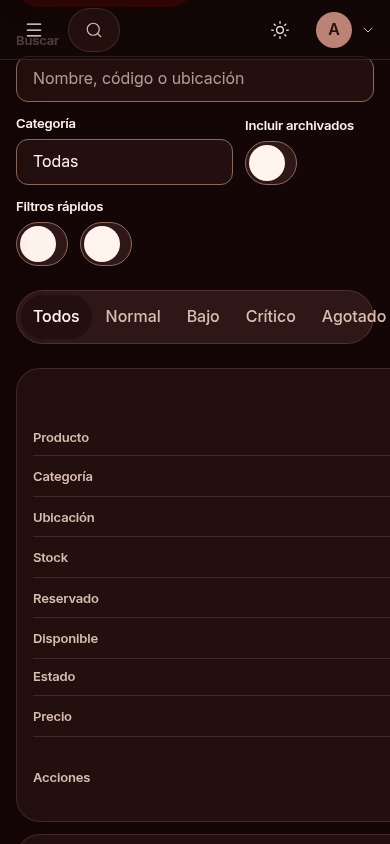 A
Buscar
Nombre, código o ubicación
Categoría
Incluir archivados
Todas
Filtros rápidos
Todos Normal Bajo Crítico Agotado
Producto
Categoría
Ubicación
Stock
Reservado
Disponible
Estado
Precio
Acciones